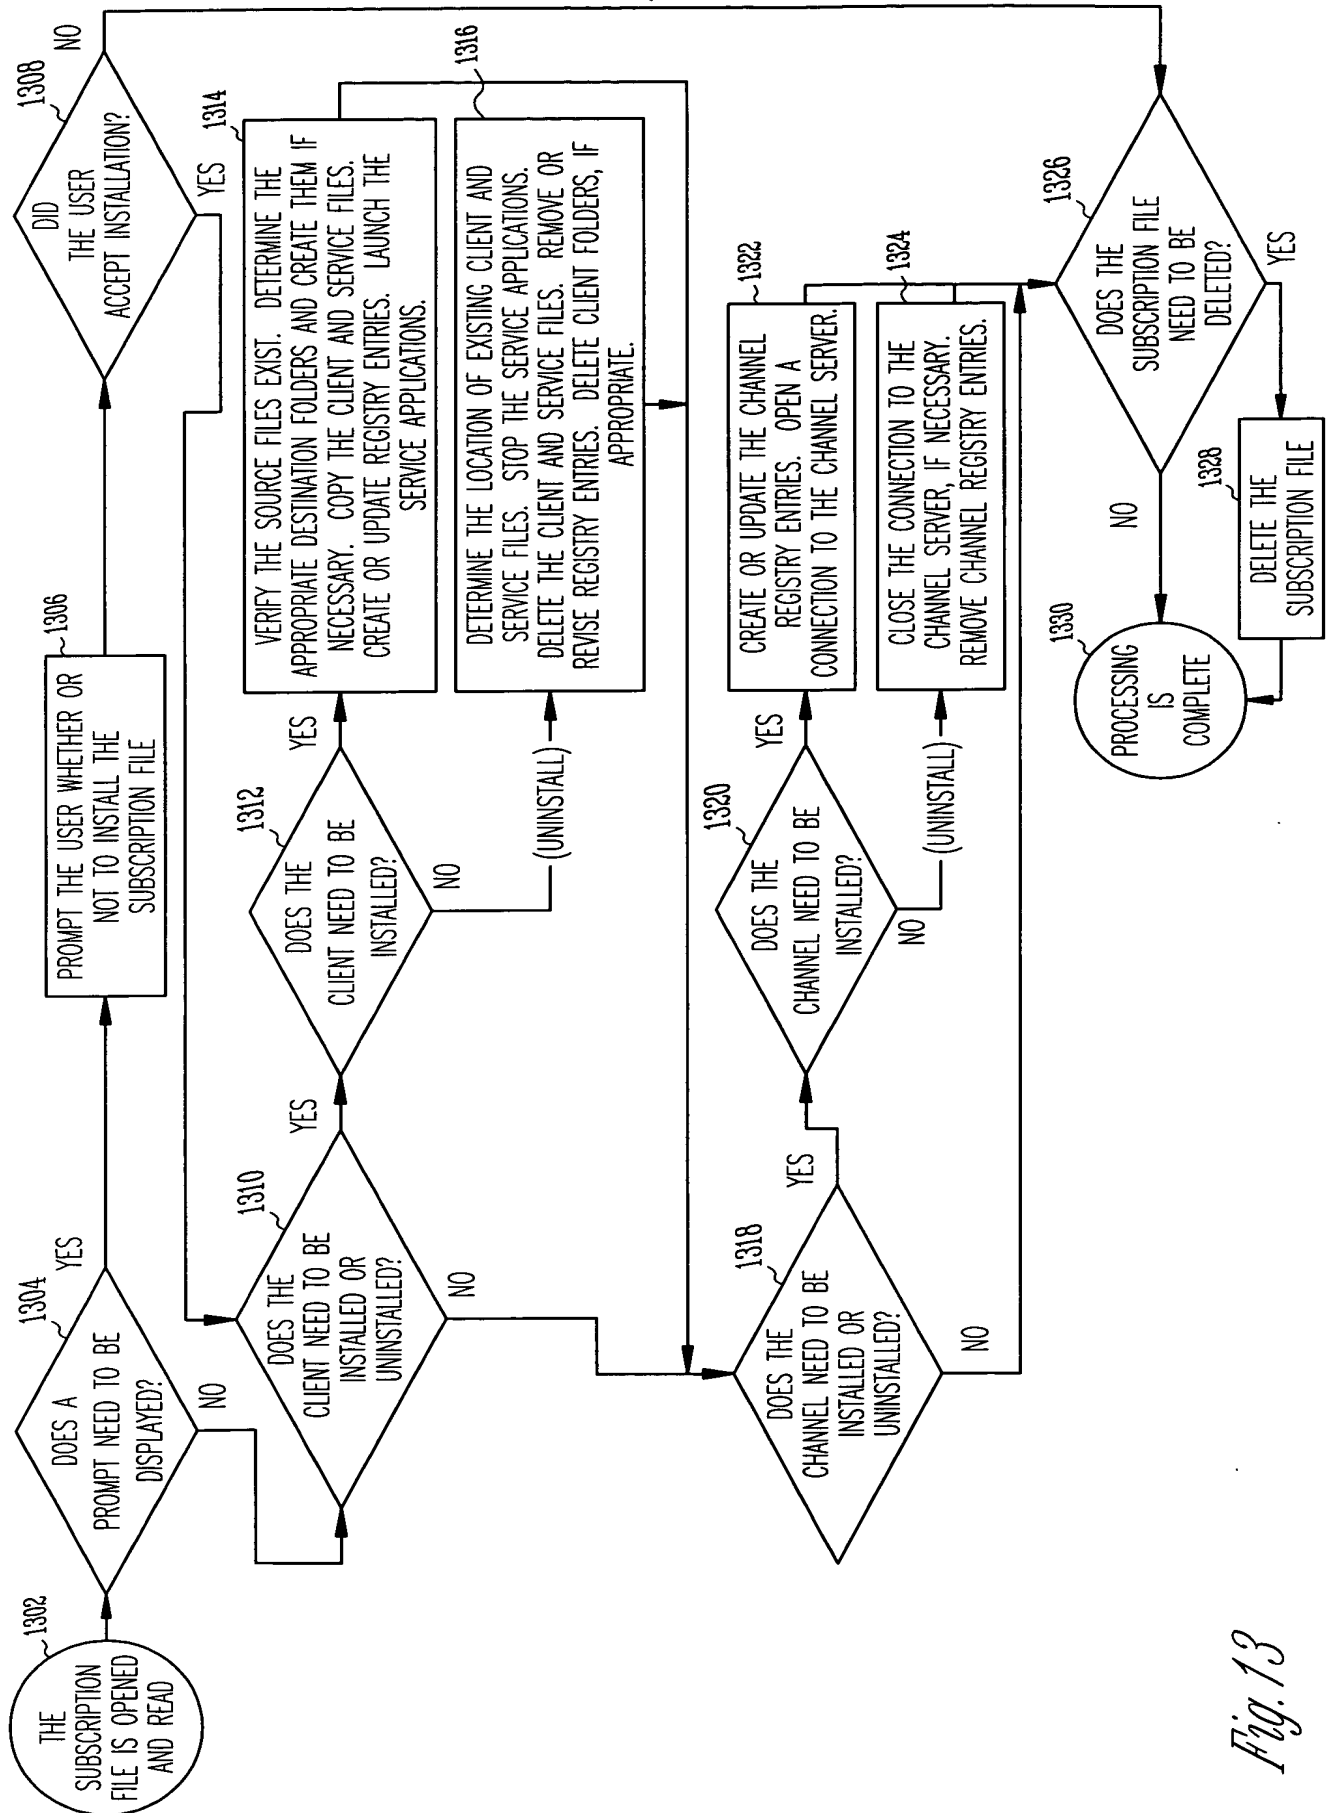 1302
THE
SUBSCRIPTION
FILE IS OPENED
AND READ
1304
DOES A
PROMPT NEED TO BE
DISPLAYED?
YES
NO
1306
PROMPT THE USER WHETHER OR
NOT TO INSTALL THE
SUBSCRIPTION FILE
1308
DID
THE USER
ACCEPT INSTALLATION?
NO
YES
1310
DOES THE
CLIENT NEED TO BE
INSTALLED OR
UNINSTALLED?
YES
NO
1312
DOES THE
CLIENT NEED TO BE
INSTALLED?
YES
NO
(UNINSTALL)
1314
VERIFY THE SOURCE FILES EXIST. DETERMINE THE
APPROPRIATE DESTINATION FOLDERS AND CREATE THEM IF
NECESSARY. COPY THE CLIENT AND SERVICE FILES.
CREATE OR UPDATE REGISTRY ENTRIES. LAUNCH THE
SERVICE APPLICATIONS.
1316
DETERMINE THE LOCATION OF EXISTING CLIENT AND
SERVICE FILES. STOP THE SERVICE APPLICATIONS.
DELETE THE CLIENT AND SERVICE FILES. REMOVE OR
REVISE REGISTRY ENTRIES. DELETE CLIENT FOLDERS, IF
APPROPRIATE.
1318
DOES THE
CHANNEL NEED TO BE
INSTALLED OR
UNINSTALLED?
YES
NO
1320
DOES THE
CHANNEL NEED TO BE
INSTALLED?
YES
NO
(UNINSTALL)
1322
CREATE OR UPDATE THE CHANNEL
REGISTRY ENTRIES. OPEN A
CONNECTION TO THE CHANNEL SERVER.
1324
CLOSE THE CONNECTION TO THE
CHANNEL SERVER, IF NECESSARY.
REMOVE CHANNEL REGISTRY ENTRIES.
1326
DOES THE
SUBSCRIPTION FILE
NEED TO BE
DELETED?
NO
YES
1328
DELETE THE
SUBSCRIPTION FILE
1330
PROCESSING
IS
COMPLETE
Fig. 13